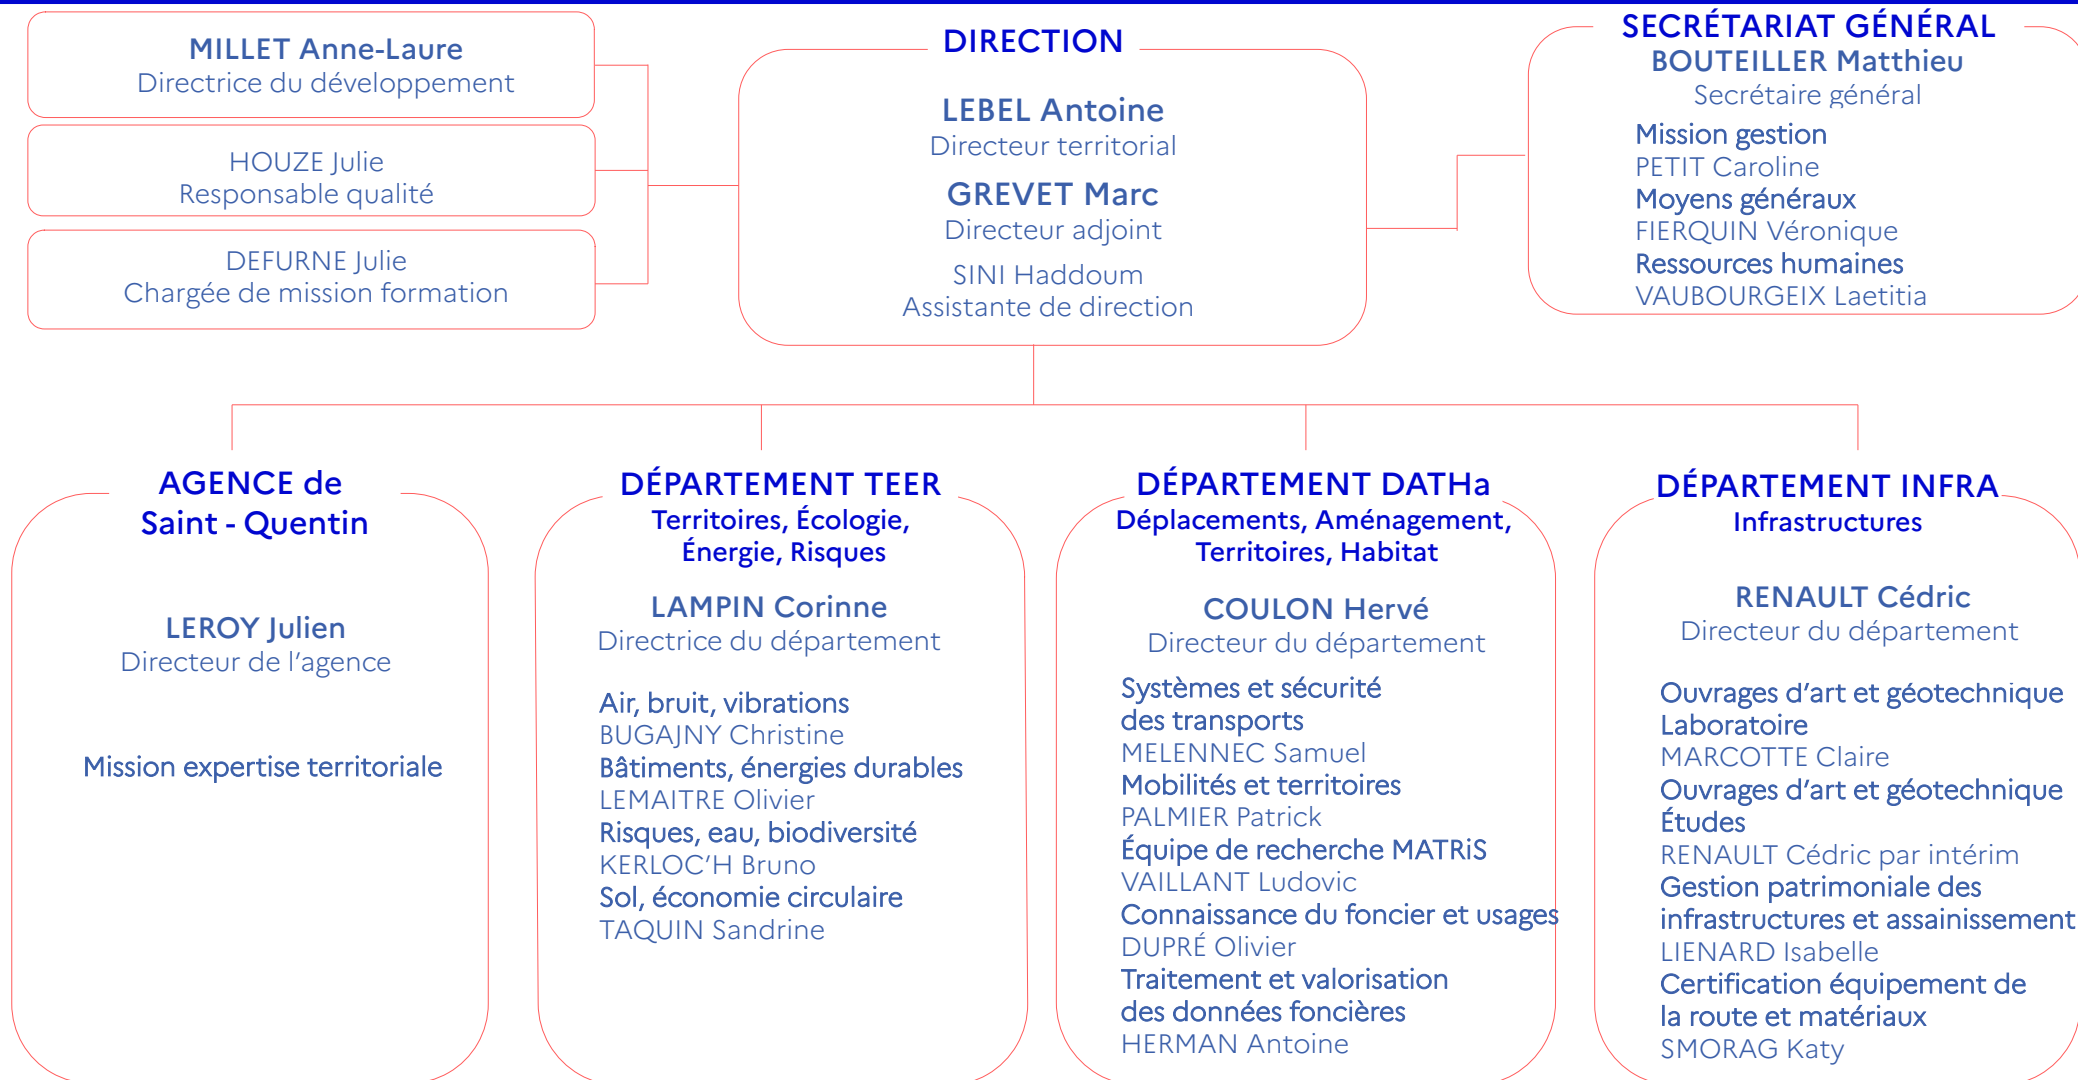 MILLET Anne-Laure
Directrice du développement
HOUZE Julie
Responsable qualité
DEFURNE Julie
Chargée de mission formation
DIRECTION
LEBEL Antoine
Directeur territorial
GREVET Marc
Directeur adjoint
SINI Haddoum
Assistante de direction
SECRÉTARIAT GÉNÉRAL
BOUTEILLER Matthieu
Secrétaire général
Mission gestion
PETIT Caroline
Moyens généraux
FIERQUIN Véronique
Ressources humaines
VAUBOURGEIX Laetitia
AGENCE de
Saint - Quentin
LEROY Julien
Directeur de l'agence
Mission expertise territoriale
DÉPARTEMENT TEER
Territoires, Écologie,
Énergie, Risques
LAMPIN Corinne
Directrice du département
Air, bruit, vibrations
BUGAJNY Christine
Bâtiments, énergies durables
LEMAITRE Olivier
Risques, eau, biodiversité
KERLOC'H Bruno
Sol, économie circulaire
TAQUIN Sandrine
DÉPARTEMENT DATHa
Déplacements, Aménagement,
Territoires, Habitat
COULON Hervé
Directeur du département
Systèmes et sécurité
des transports
MELENNEC Samuel
Mobilités et territoires
PALMIER Patrick
Équipe de recherche MATRiS
VAILLANT Ludovic
Connaissance du foncier et usages
DUPRÉ Olivier
Traitement et valorisation
des données foncières
HERMAN Antoine
DÉPARTEMENT INFRA
Infrastructures
RENAULT Cédric
Directeur du département
Ouvrages d'art et géotechnique
Laboratoire
MARCOTTE Claire
Ouvrages d'art et géotechnique
Études
RENAULT Cédric par intérim
Gestion patrimoniale des
infrastructures et assainissement
LIENARD Isabelle
Certification équipement de
la route et matériaux
SMORAG Katy